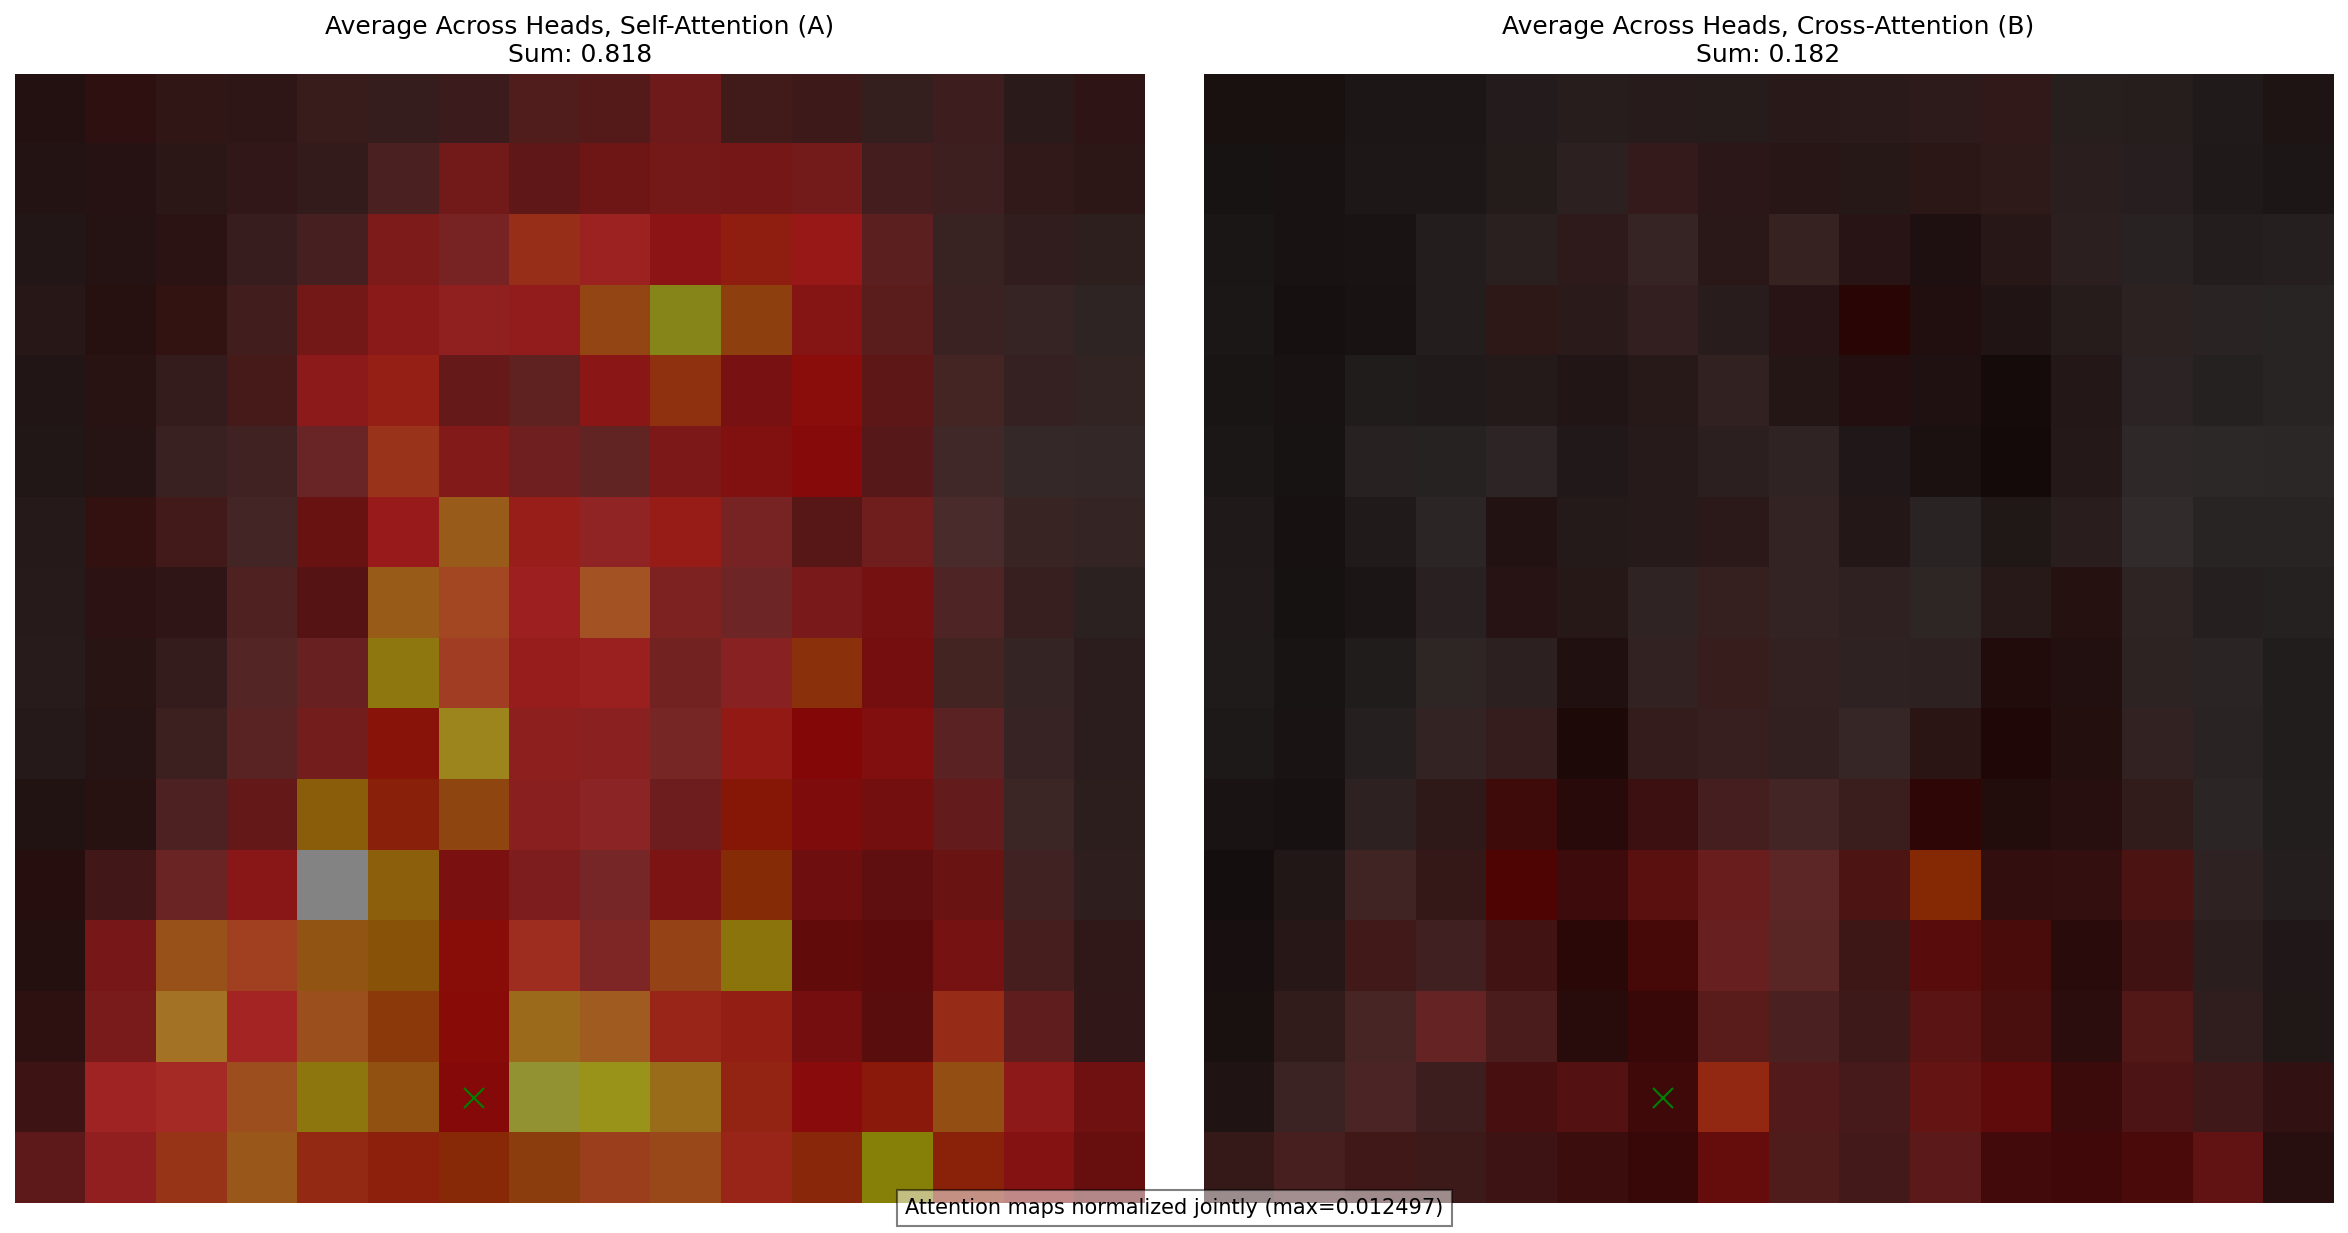 Average Across Heads, Self-Attention (A)
Sum: 0.818
Average Across Heads, Cross-Attention (B)
Sum: 0.182
Attention maps normalized jointly (max=0.012497)